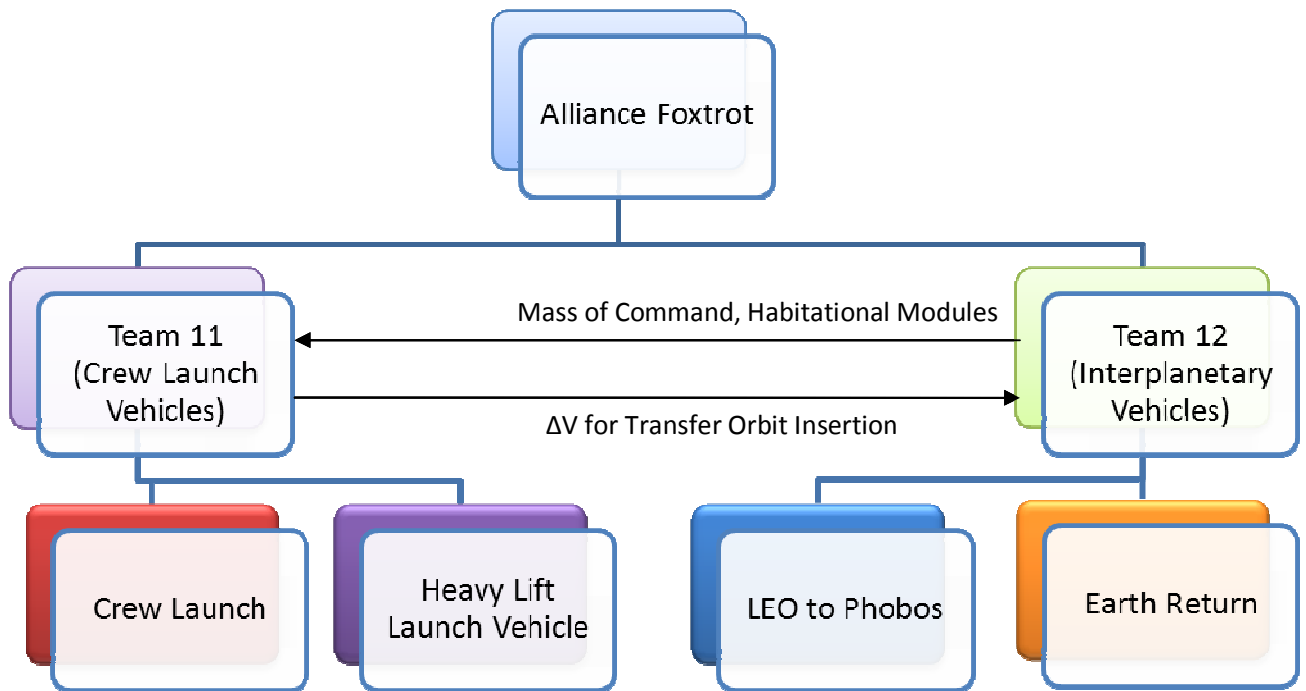 Alliance Foxtrot
Mass of Command, Habitational Modules
Team 11
(Crew Launch
Vehicles)
Team 12
(Interplanetary
Vehicles)
ΔV for Transfer Orbit Insertion
Crew Launch
Heavy Lift
Launch Vehicle
LEO to Phobos
Earth Return